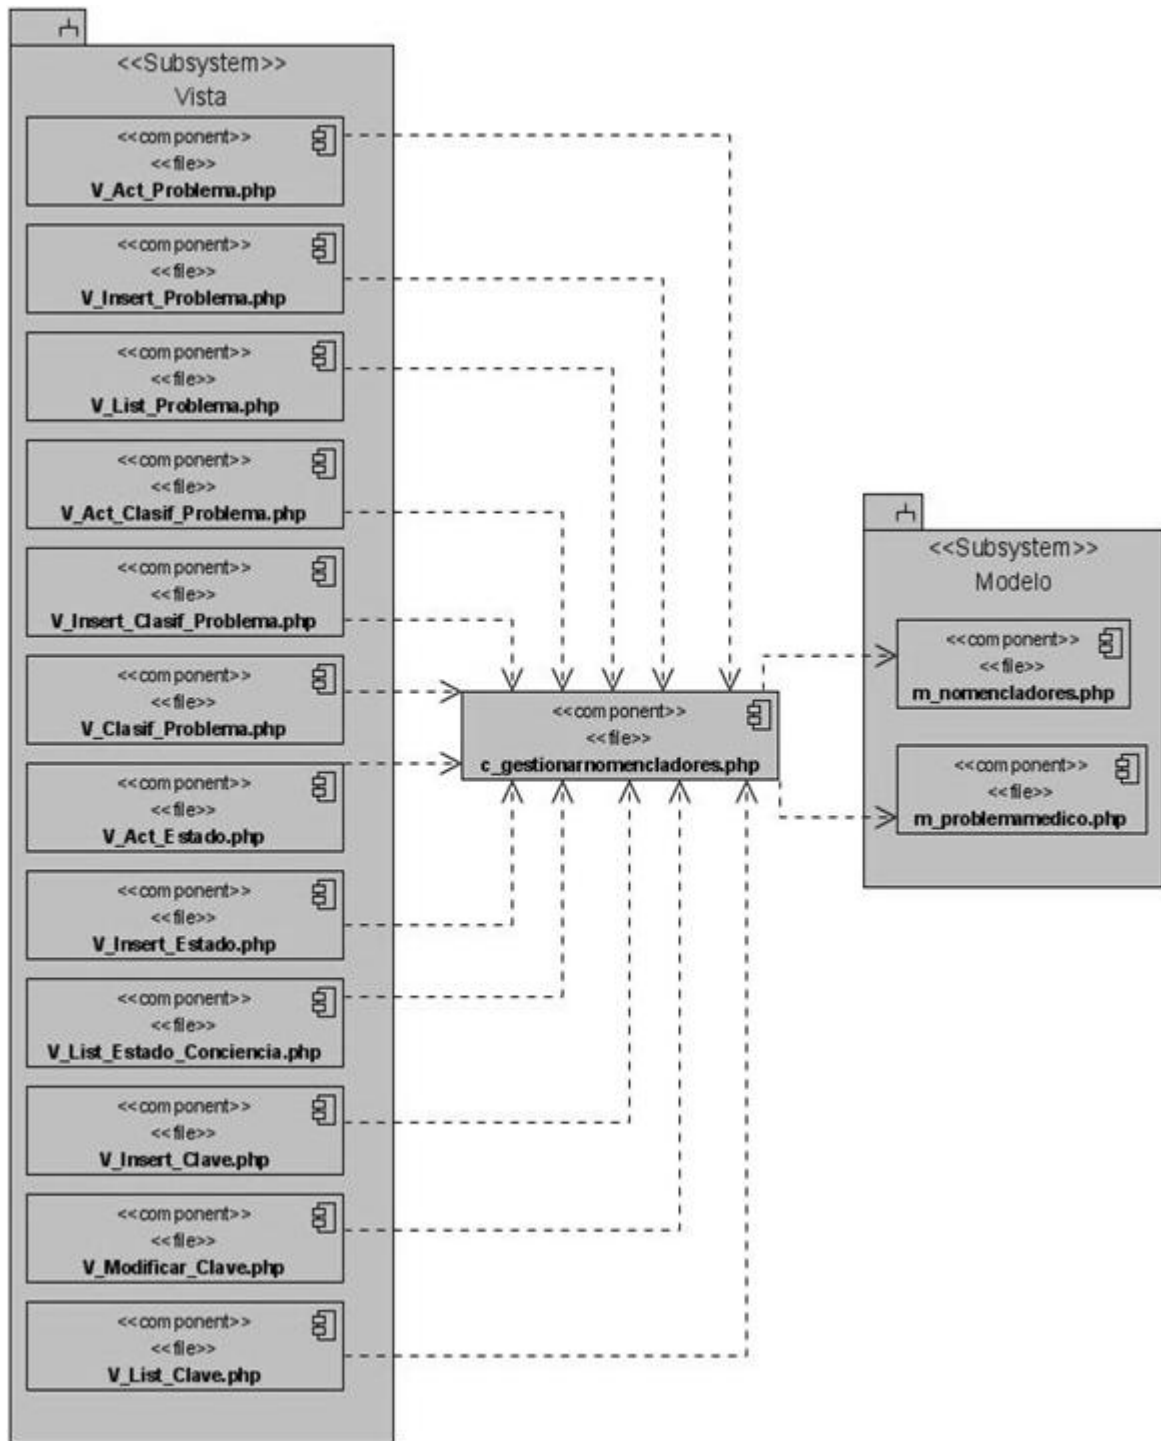 <<Subsystem>>
Vista
<<component>>
<<file>>
V_Act_Problema.php
<<component>>
<<file>>
V_Insert_Problema.php
<<component>>
<<file>>
V_List_Problema.php
<<component>>
<<file>>
V_Act_Clasif_Problema.php
<<component>>
<<file>>
V_Insert_Clasif_Problema.php
<<component>>
<<file>>
V_Clasif_Problema.php
<<component>>
<<file>>
V_Act_Estado.php
<<component>>
<<file>>
V_Insert_Estado.php
<<component>>
<<file>>
V_List_Estado_Conciencia.php
<<component>>
<<file>>
V_Insert_Clave.php
<<component>>
<<file>>
V_Modificar_Clave.php
<<component>>
<<file>>
V_List_Clave.php
<<component>>
<<file>>
c_gestionarnomencladores.php
<<Subsystem>>
Modelo
<<component>>
<<file>>
m_nomencladores.php
<<component>>
<<file>>
m_problemamedico.php